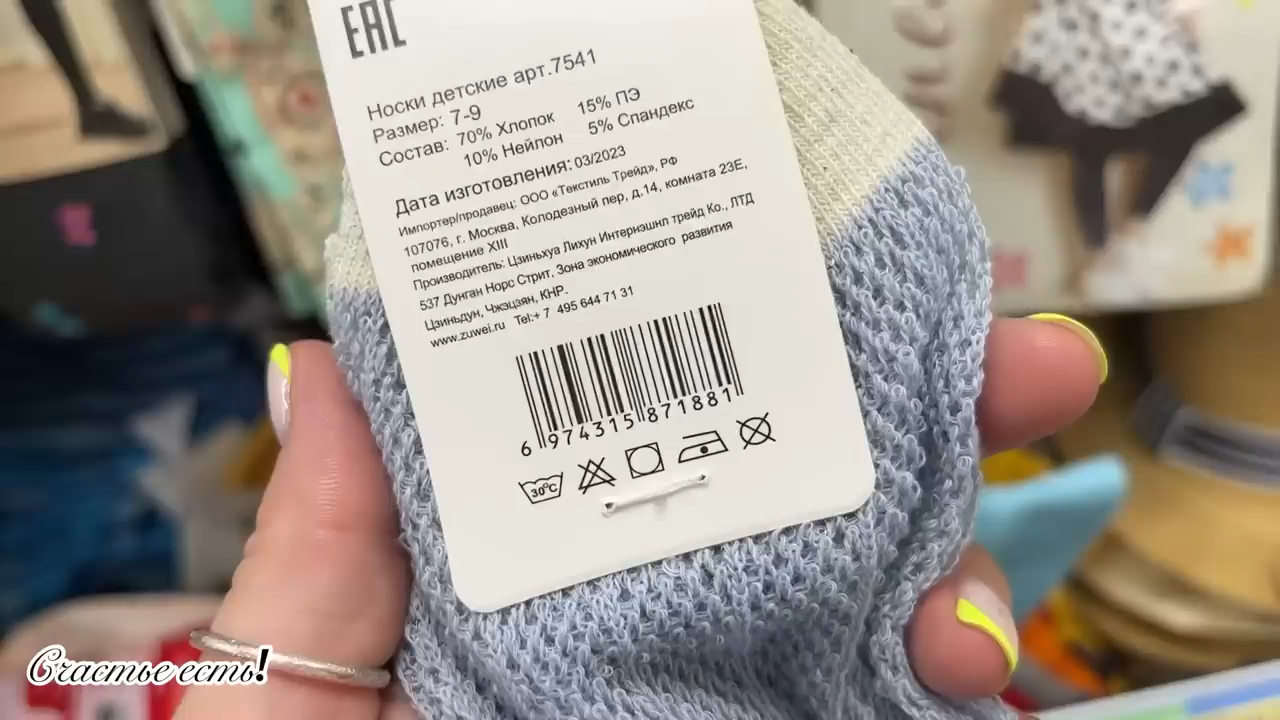 EAC
Носки детские арт.7541
Размер: 7-9
Состав: 70% Хлопок 15% ПЭ
10% Нейлон 5% Спандекс
Дата изготовления: 03/2023
Импортер/продавец: ООО «Текстиль Трейд», РФ
107076, г. Москва, Колодезный пер, д.14, комната 23Е,
помещение XIII
Производитель: Цзиньхуа Лихун Интернэшнл трейд Ко., ЛТД
537 Дунган Норс Стрит, Зона экономического развития
Цзиньдун, Чжэцзян, КНР.
www.zuwei.ru Tel:+ 7 495 644 71 31
6 974315 871881
30°C
Счастье есть!